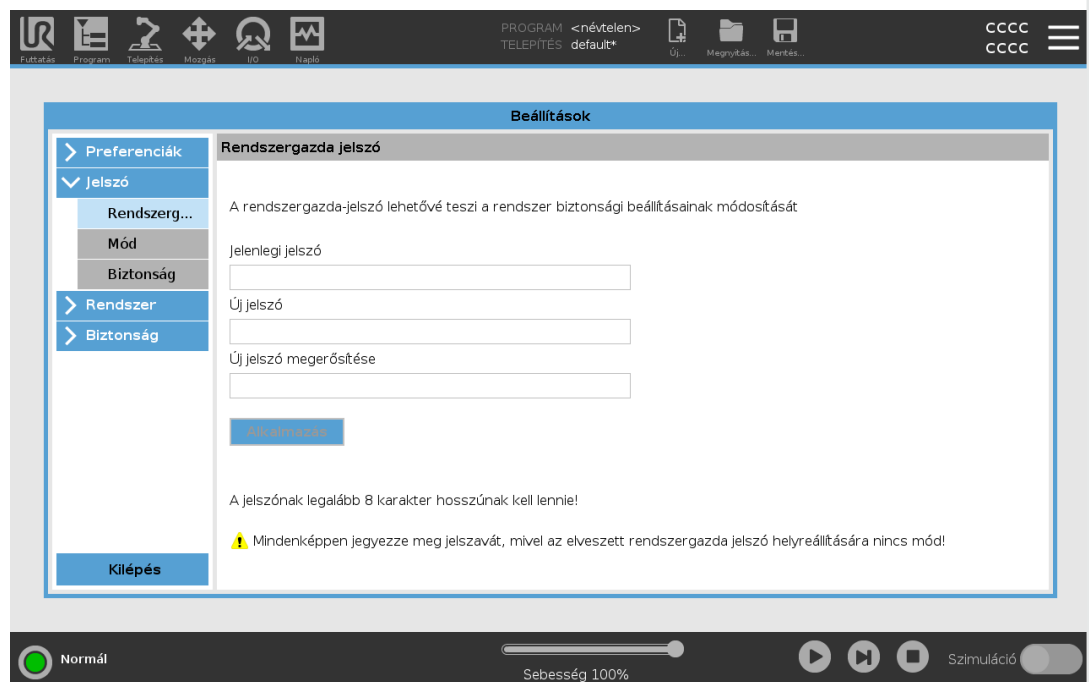 PROGRAM <névtelen>
TELEPÍTÉS default*
CCCC
CCCC
Futtatás Program Telepítés Mozgás I/O Napló Új... Megnyitás... Mentés...
Beállítások
Preferenciák
Jelszó
Rendszerg...
Mód
Biztonság
Rendszer
Biztonság
Kilépés
Rendszergazda jelszó
A rendszergazda-jelszó lehetővé teszi a rendszer biztonsági beállításainak módosítását
Jelenlegi jelszó
Új jelszó
Új jelszó megerősítése
Alkalmazás
A jelszónak legalább 8 karakter hosszúnak kell lennie!
Mindenképpen jegyezze meg jelszavát, mivel az elveszett rendszergazda jelszó helyreállítására nincs mód!
Normál
Sebesség 100%
Szimuláció